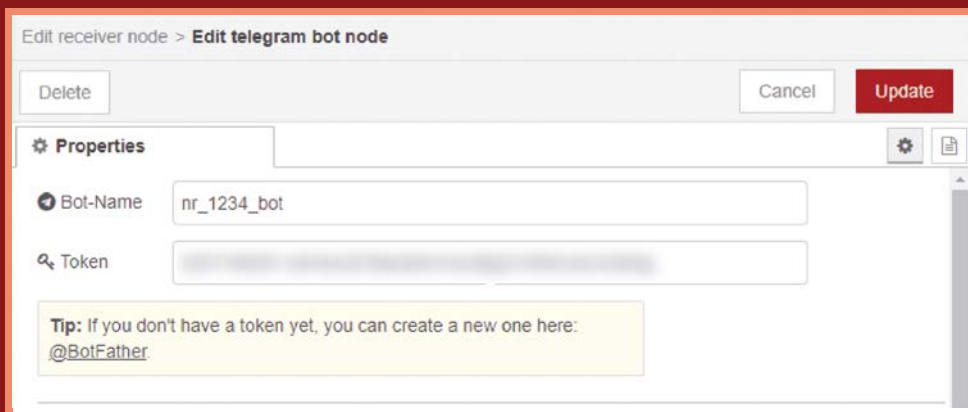 Edit receiver node > Edit telegram bot node
Delete Cancel Update
Properties
Bot-Name nr_1234_bot
Token
Tip: If you don't have a token yet, you can create a new one here:
@BotFather.